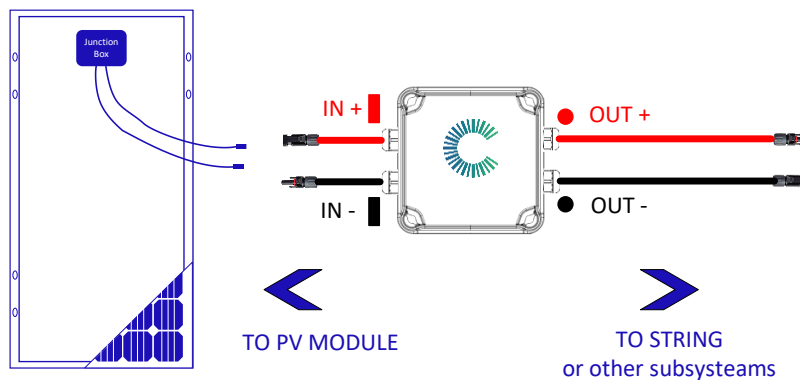 Junction
Box
IN +
OUT +
IN -
OUT -
TO PV MODULE
TO STRING
or other subsysteams